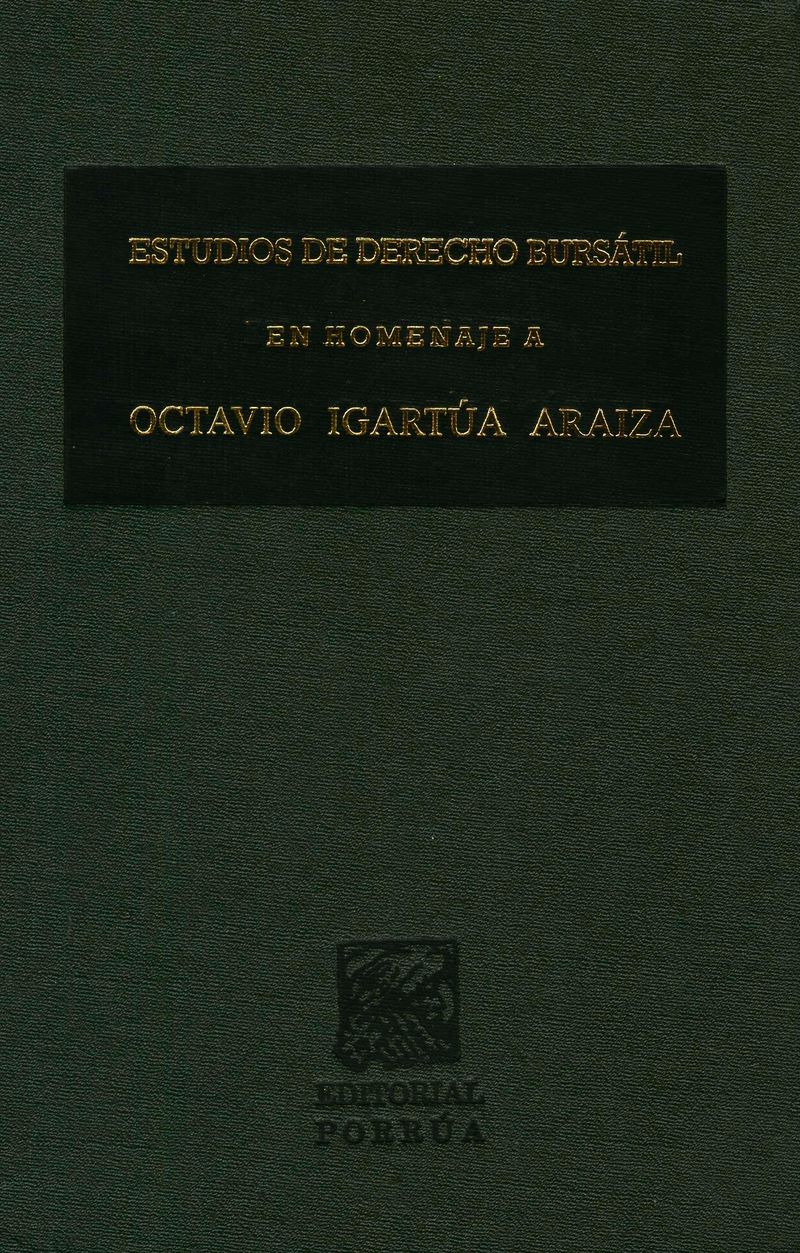 ESTUDIOS DE DERECHO BURSÁTIL
EN HOMENAJE A
OCTAVIO IGARTÚA ARAIZA
EDITORIAL
PORRÚA